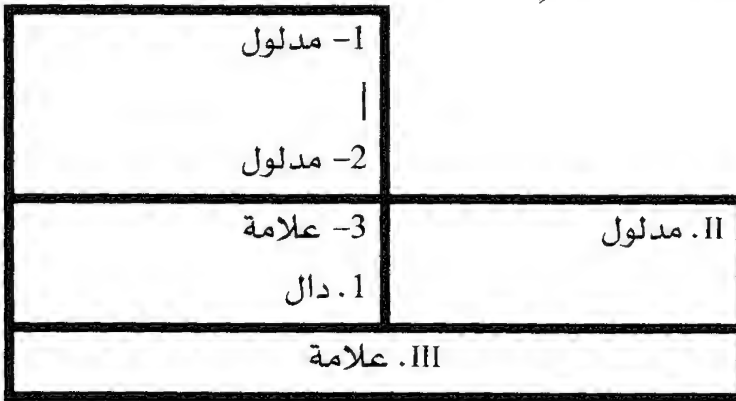 1- مدلول
|
2- مدلول
II. مدلول
3- علامة
1. دال
III. علامة